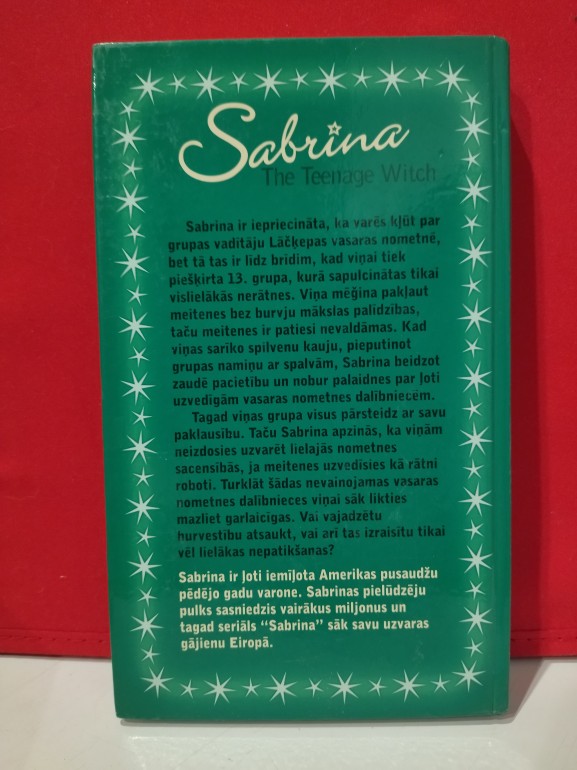 Sabrina
The Teenage Witch
Sabrina ir iepriecināta, ka varēs kļūt par
grupas vadītāju Lāčķepas vasaras nometnē,
bet tā tas ir līdz brīdim, kad viņai tiek
piešķirta 13. grupa, kurā sapulcinātas tikai
vislielākās nerātnes. Viņa mēģina pakļaut
meitenes bez burvju mākslas palīdzības,
taču meitenes ir patiesi nevaldāmas. Kad
viņas sarīko spilvenu kauju, pieputinot
grupas namiņu ar spalvām, Sabrina beidzot
zaudē pacietību un nobur palaidnes par ļoti
uzvedīgām vasaras nometnes dalībniecēm.
Tagad viņas grupa visus pārsteidz ar savu
paklausību. Taču Sabrina apzinās, ka viņām
neizdosies uzvarēt lielajās nometnes
sacensībās, ja meitenes uzvedīsies kā rātni
roboti. Turklāt šādas nevainojamas vasaras
nometnes dalībnieces viņai sāk likties
mazliet garlaicīgas. Vai vajadzētu
burvestību atsaukt, vai arī tas izraisītu tikai
vēl lielākas nepatikšanas?
Sabrina ir ļoti iemīļota Amerikas pusaudžu
pēdējo gadu varone. Sabrinas pielūdzēju
pulks sasniedzis vairākus miljonus un
tagad seriāls “Sabrina” sāk savu uzvaras
gājienu Eiropā.